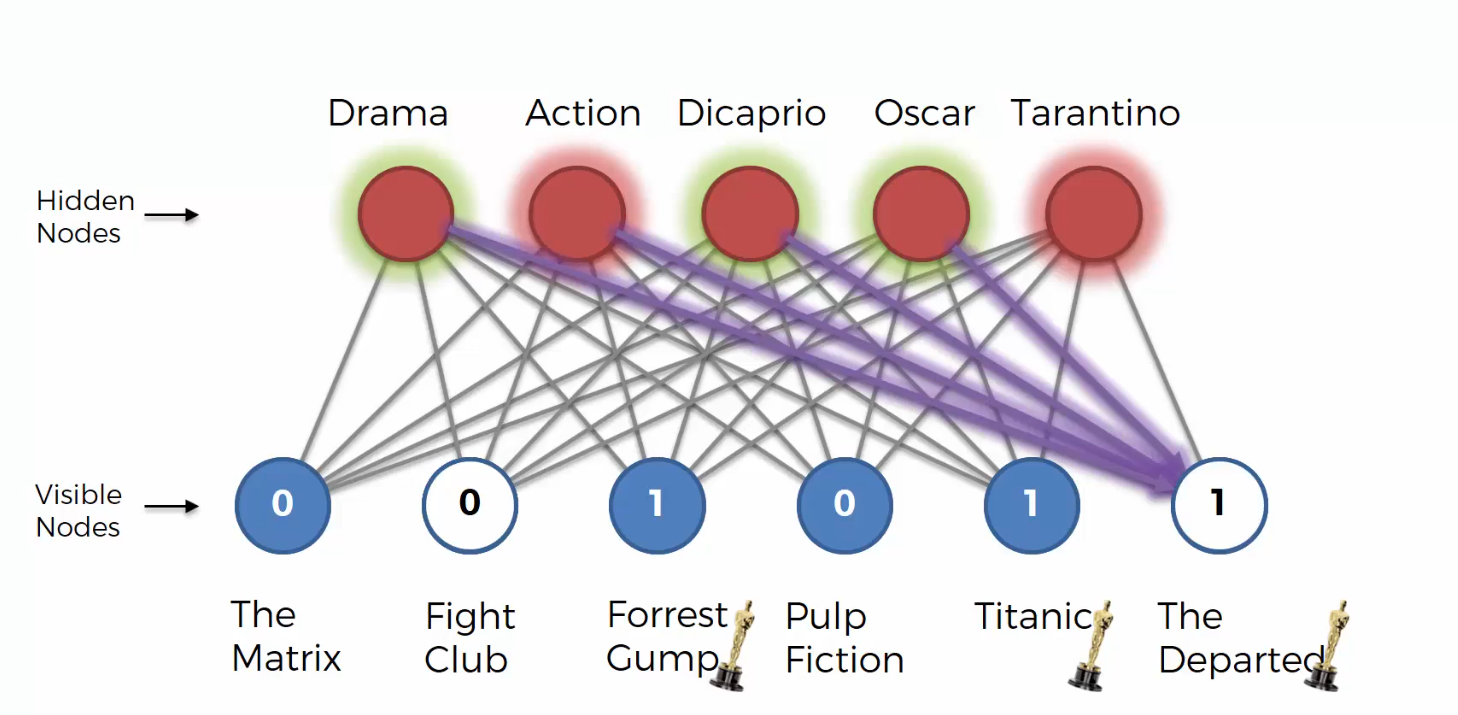 Drama Action Dicaprio Oscar Tarantino
Hidden
Nodes
Visible
Nodes
0 0 1 0 1 1
The
Matrix
Fight
Club
Forrest
Gump
Pulp
Fiction
Titanic
The
Departed